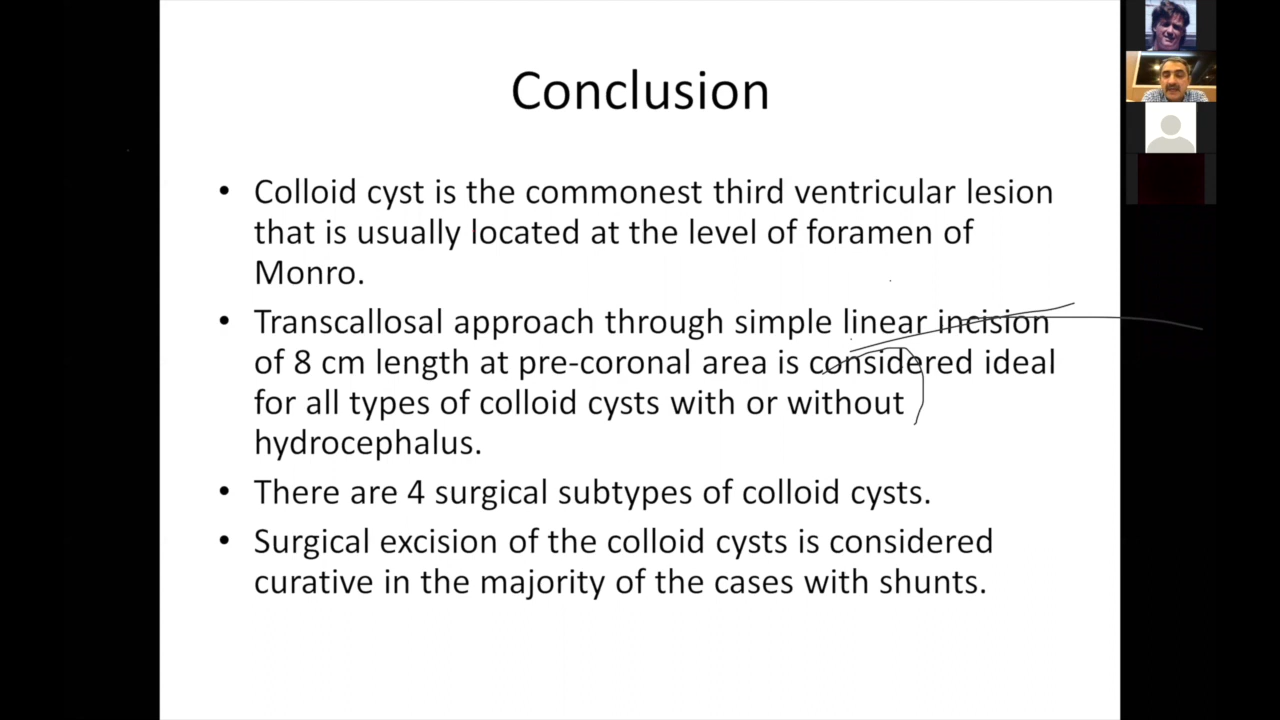 Conclusion
• Colloid cyst is the commonest third ventricular lesion
that is usually located at the level of foramen of
Monro.
• Transcallosal approach through simple linear incision
of 8 cm length at pre-coronal area is considered ideal
for all types of colloid cysts with or without
hydrocephalus.
• There are 4 surgical subtypes of colloid cysts.
• Surgical excision of the colloid cysts is considered
curative in the majority of the cases with shunts.